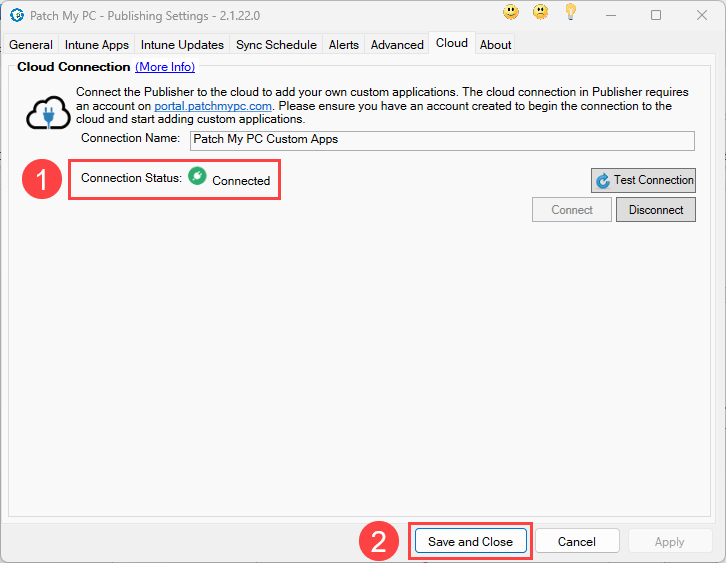 Patch My PC - Publishing Settings - 2.1.22.0
General Intune Apps Intune Updates Sync Schedule Alerts Advanced Cloud About
Cloud Connection (More Info)
Connect the Publisher to the cloud to add your own custom applications. The cloud connection in Publisher requires
an account on portal.patchmypc.com. Please ensure you have an account created to begin the connection to the
cloud and start adding custom applications.
Connection Name: Patch My PC Custom Apps
1 Connection Status: Connected
Test Connection
Connect Disconnect
2 Save and Close Cancel Apply